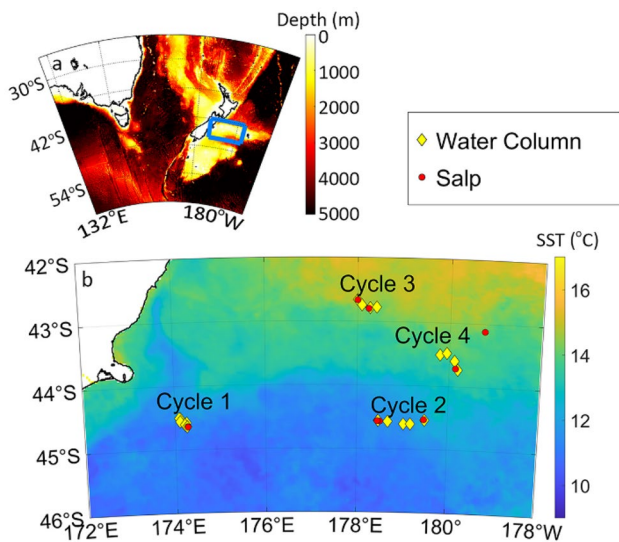 Depth (m)
a
30°S
42°S
54°S
132°E
180°W
0
1000
2000
3000
4000
5000
Water Column
Salp
SST (°C)
b
42°S
43°S
44°S
45°S
46°S
172°E
174°E
176°E
178°E
180°
178°W
Cycle 3
Cycle 4
Cycle 1
Cycle 2
16
14
12
10